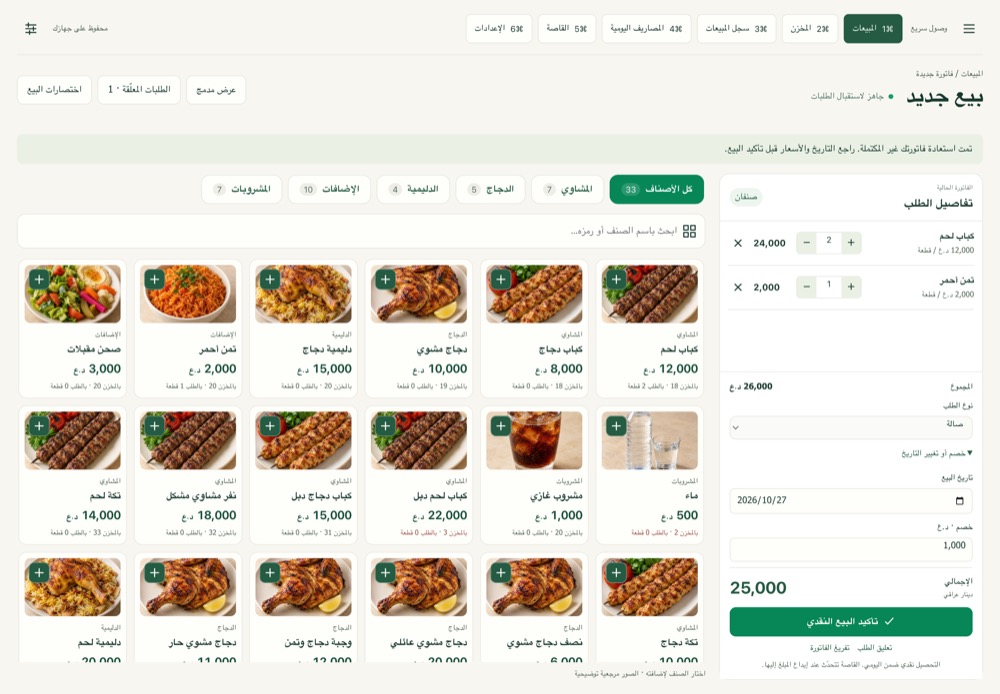 وصول سريع
1⌘ المبيعات
2⌘ المخزن
3⌘ سجل المبيعات
4⌘ المصاريف اليومية
5⌘ القاصة
6⌘ الإعدادات
محفوظ على جهازك
المبيعات / فاتورة جديدة
بيع جديد
جاهز لاستقبال الطلبات
عرض مدمج
الطلبات المعلّقة · 1
اختصارات البيع
تمت استعادة فاتورتك غير المكتملة. راجع التاريخ والأسعار قبل تأكيد البيع.
الفاتورة الحالية
تفاصيل الطلب
صنفان
كباب لحم
12,000 د.ع / قطعة
+ 2 −
24,000 ×
تمن أحمر
2,000 د.ع / قطعة
+ 1 −
2,000 ×
المجموع
26,000 د.ع
نوع الطلب
صالة
▼ خصم أو تغيير التاريخ
تاريخ البيع
2026/10/27
خصم · د.ع
1,000
الإجمالي
دينار عراقي
25,000
تأكيد البيع النقدي
تعليق الطلب
تفريغ الفاتورة
التحصيل نقدي ضمن اليومي. القاصة تتحدّث عند إيداع المبلغ إليها.
كل الأصناف 33
المشاوي 7
الدجاج 5
الدليمية 4
الإضافات 10
المشروبات 7
ابحث باسم الصنف أو رمزه...
المشاوي
كباب لحم
12,000 د.ع
بالمخزن 18 · بالطلب 2 قطعة
المشاوي
كباب دجاج
8,000 د.ع
بالمخزن 18 · بالطلب 0 قطعة
الدجاج
دجاج مشوي
10,000 د.ع
بالمخزن 19 · بالطلب 0 قطعة
الدليمية
دليمية دجاج
15,000 د.ع
بالمخزن 20 · بالطلب 0 قطعة
الإضافات
تمن أحمر
2,000 د.ع
بالمخزن 20 · بالطلب 1 قطعة
الإضافات
صحن مقبلات
3,000 د.ع
بالمخزن 20 · بالطلب 0 قطعة
المشروبات
ماء
500 د.ع
بالمخزن 2 · بالطلب 0 قطعة
المشروبات
مشروب غازي
1,000 د.ع
بالمخزن 20 · بالطلب 0 قطعة
المشاوي
كباب لحم دبل
22,000 د.ع
بالمخزن 3 · بالطلب 0 قطعة
المشاوي
كباب دجاج دبل
15,000 د.ع
بالمخزن 31 · بالطلب 0 قطعة
المشاوي
نفر مشاوي مشكل
18,000 د.ع
بالمخزن 32 · بالطلب 0 قطعة
المشاوي
تكة لحم
14,000 د.ع
بالمخزن 33 · بالطلب 0 قطعة
المشاوي
تكة دجاج
10,000 د.ع
الدجاج
نصف دجاج مشوي
6,000 د.ع
الدجاج
دجاج مشوي عائلي
20,000 د.ع
الدجاج
وجبة دجاج وتمن
12,000 د.ع
الدجاج
دجاج مشوي حار
11,000 د.ع
الدليمية
دليمية لحم
20,000 د.ع
اختار الصنف لإضافته · الصور مرجعية توضيحية